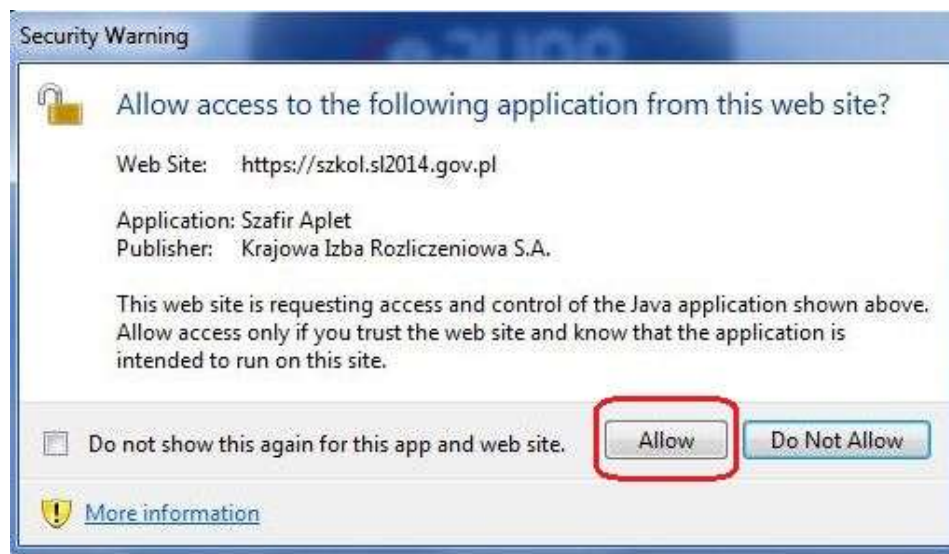 Security Warning
Allow access to the following application from this web site?
Web Site: https://szkol.sl2014.gov.pl
Application: Szafir Aplet
Publisher: Krajowa Izba Rozliczeniowa S.A.
This web site is requesting access and control of the Java application shown above.
Allow access only if you trust the web site and know that the application is
intended to run on this site.
Do not show this again for this app and web site. Allow Do Not Allow
More information